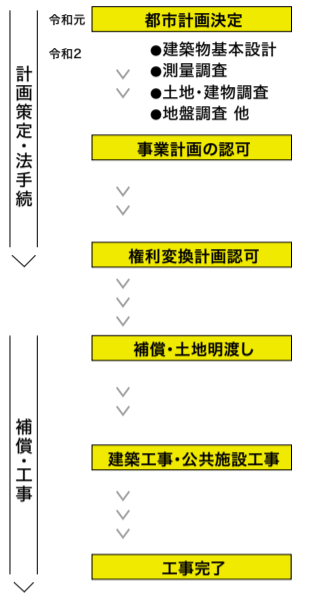 令和元
都市計画決定
令和2
●建築物基本設計
●測量調査
●土地・建物調査
●地盤調査 他
計画策定・法手続
事業計画の認可
権利変換計画認可
補償・土地明渡し
補償・工事
建築工事・公共施設工事
工事完了